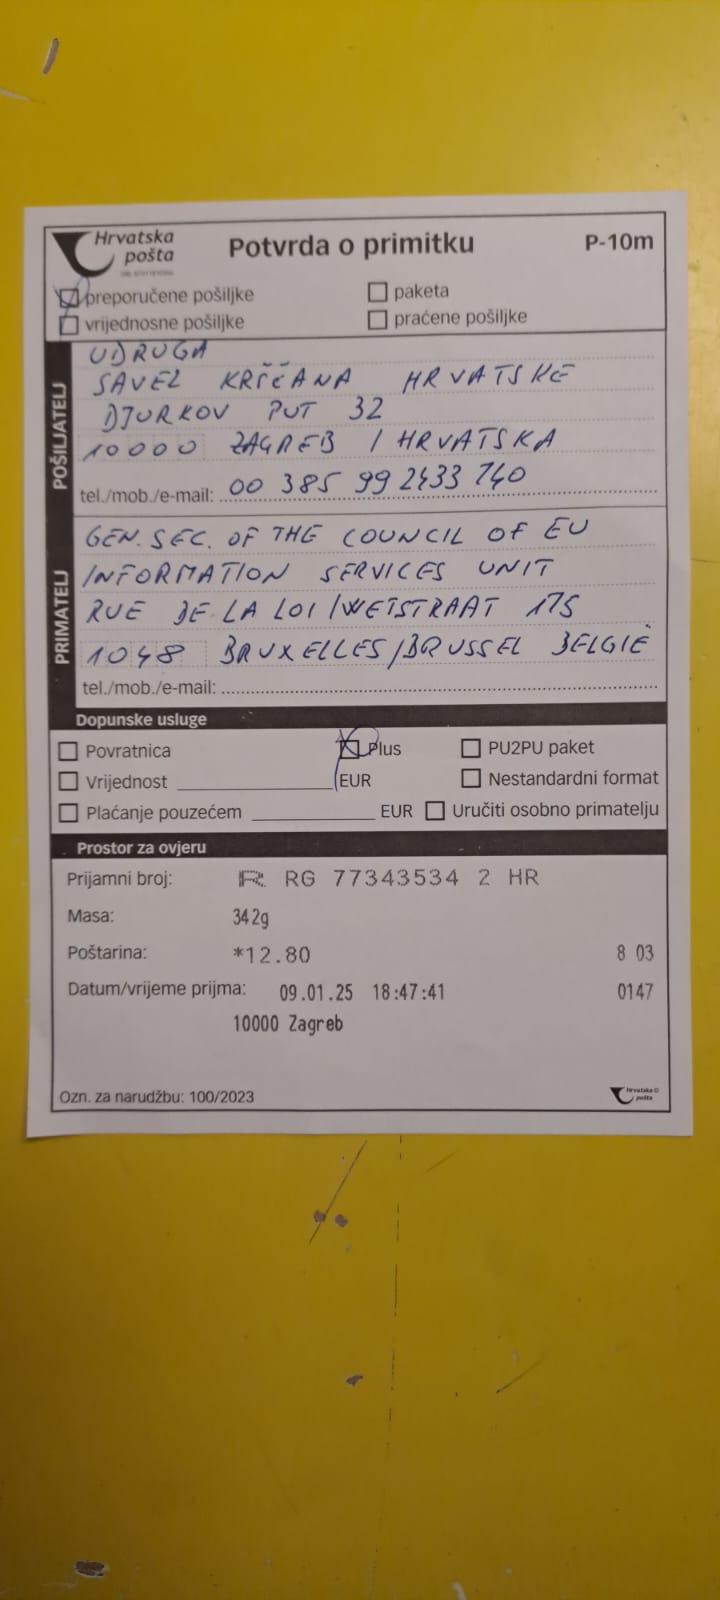 Hrvatska pošta
Potvrda o primitku
P-10m
preporučene pošiljke
paketa
vrijednosne pošiljke
praćene pošiljke
POŠILJATELJ
UDRUGA
SAVEZ KRŠČANA HRVATSKE
DJURKOV PUT 32
10000 ZAGREB / HRVATSKA
tel./mob./e-mail: 00 385 99 2433 740
PRIMATELJ
GEN. SEC. OF THE COUNCIL OF EU
INFORMATION SERVICES UNIT
RUE DE LA LOI/WETSTRAAT 175
1048 BRUXELLES/BRUSSEL BELGIË
tel./mob./e-mail:
Dopunske usluge
Povratnica
Plus
PU2PU paket
Vrijednost EUR
Nestandardni format
Plaćanje pouzećem EUR
Uručiti osobno primatelju
Prostor za ovjeru
Prijamni broj: R RG 77343534 2 HR
Masa: 342g
Poštarina: *12.80 8 03
Datum/vrijeme prijma: 09.01.25 18:47:41 0147
10000 Zagreb
Ozn. za narudžbu: 100/2023
Hrvatska pošta